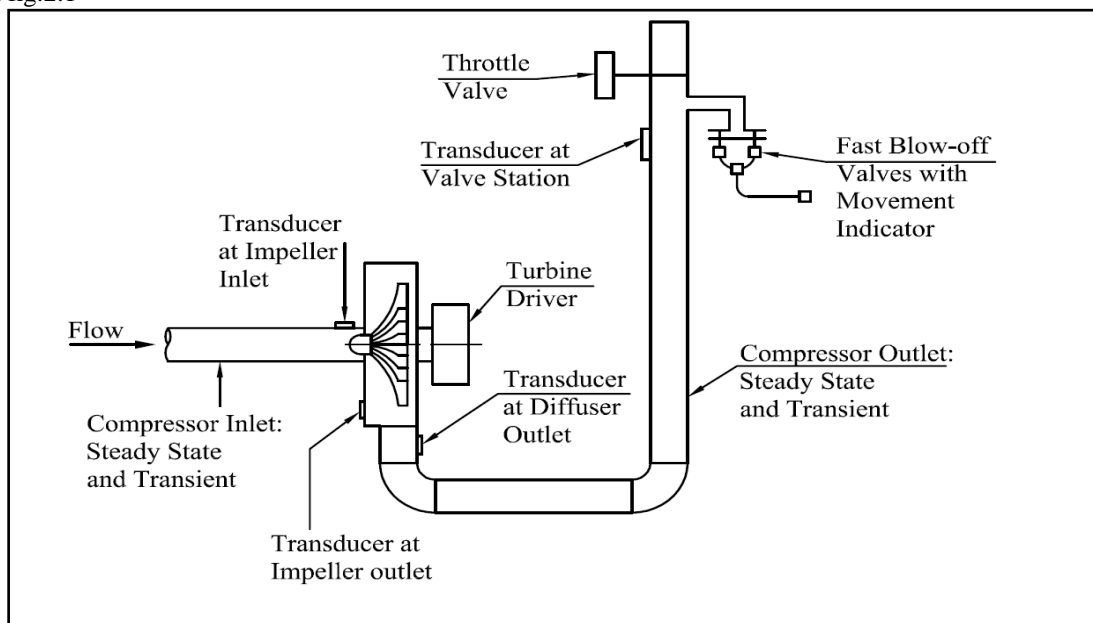 Throttle
Valve
Transducer at
Valve Station
Fast Blow-off
Valves with
Movement
Indicator
Transducer
at Impeller
Inlet
Turbine
Driver
Flow
Compressor Inlet:
Steady State
and Transient
Transducer
at Diffuser
Outlet
Compressor Outlet:
Steady State
and Transient
Transducer at
Impeller outlet